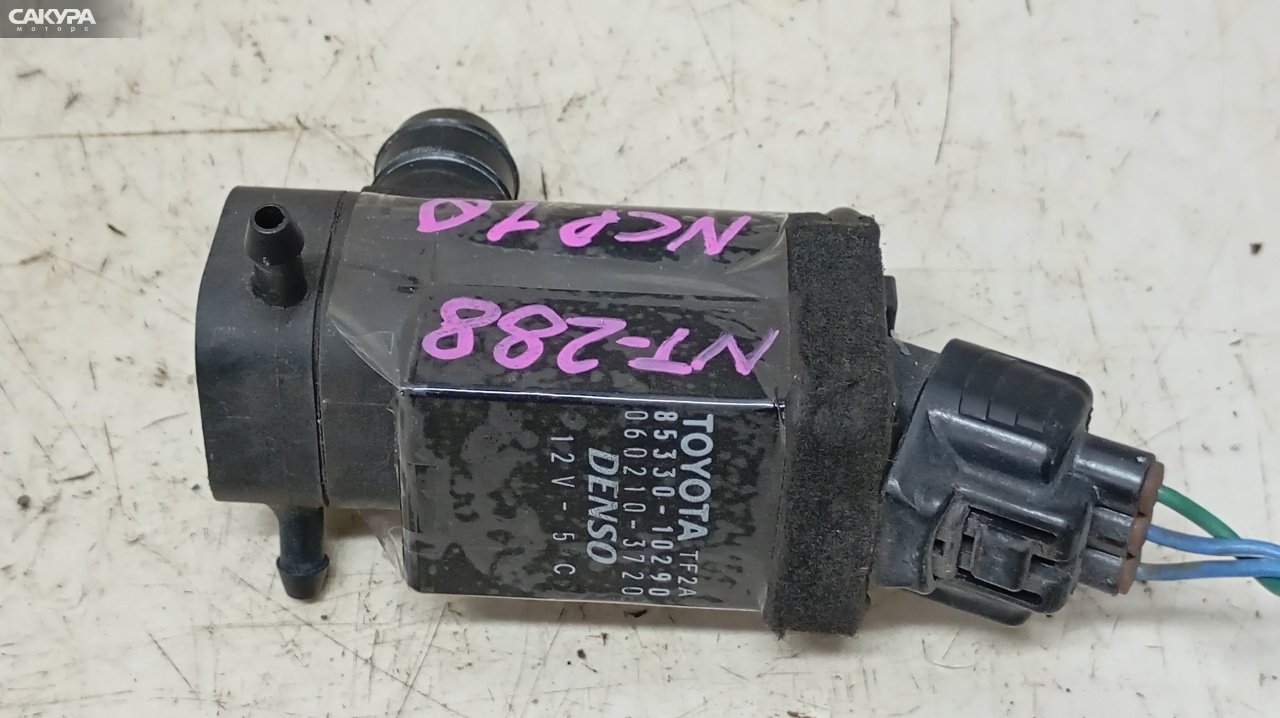 САКУРА
моторс
NCP10
NT-288
TOYOTA TF2A
85330-10290
060210-3720
DENSO
12V-5C